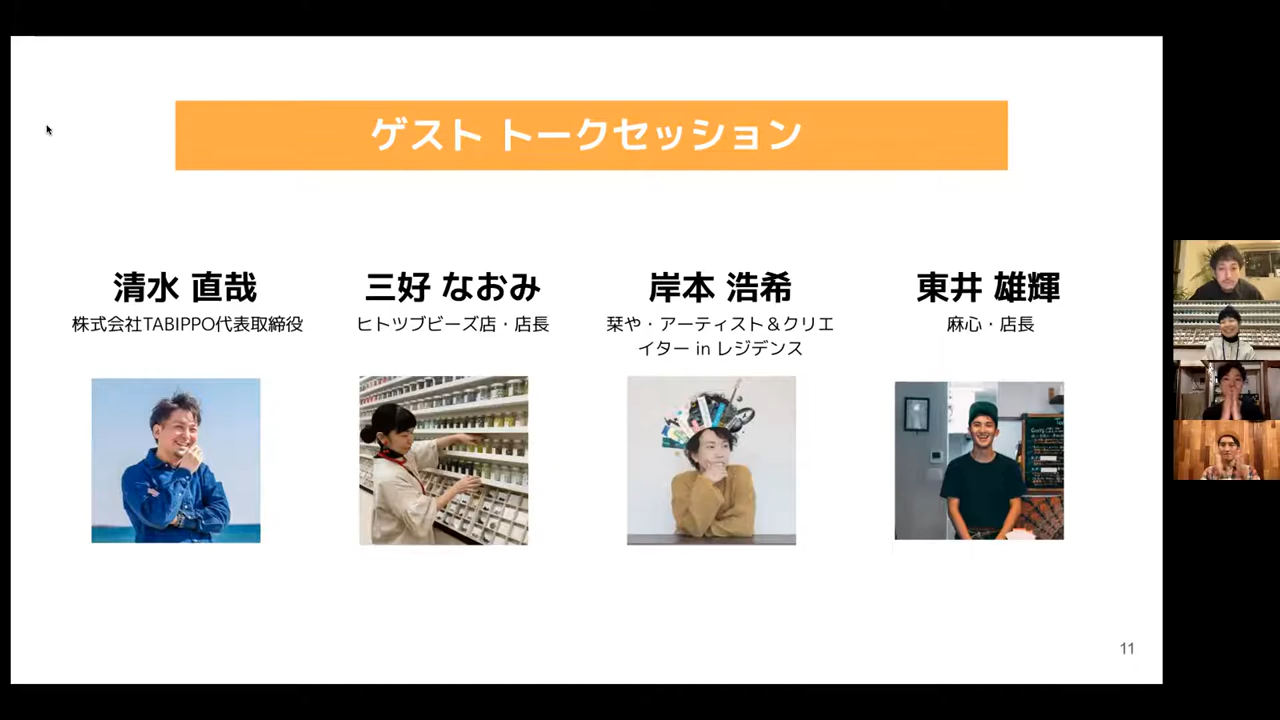 ゲスト トークセッション
清水 直哉
株式会社TABIPPO代表取締役
三好 なおみ
ヒトツブビーズ店・店長
岸本 浩希
栞や・アーティスト＆クリエ
イター in レジデンス
東井 雄輝
麻心・店長
11